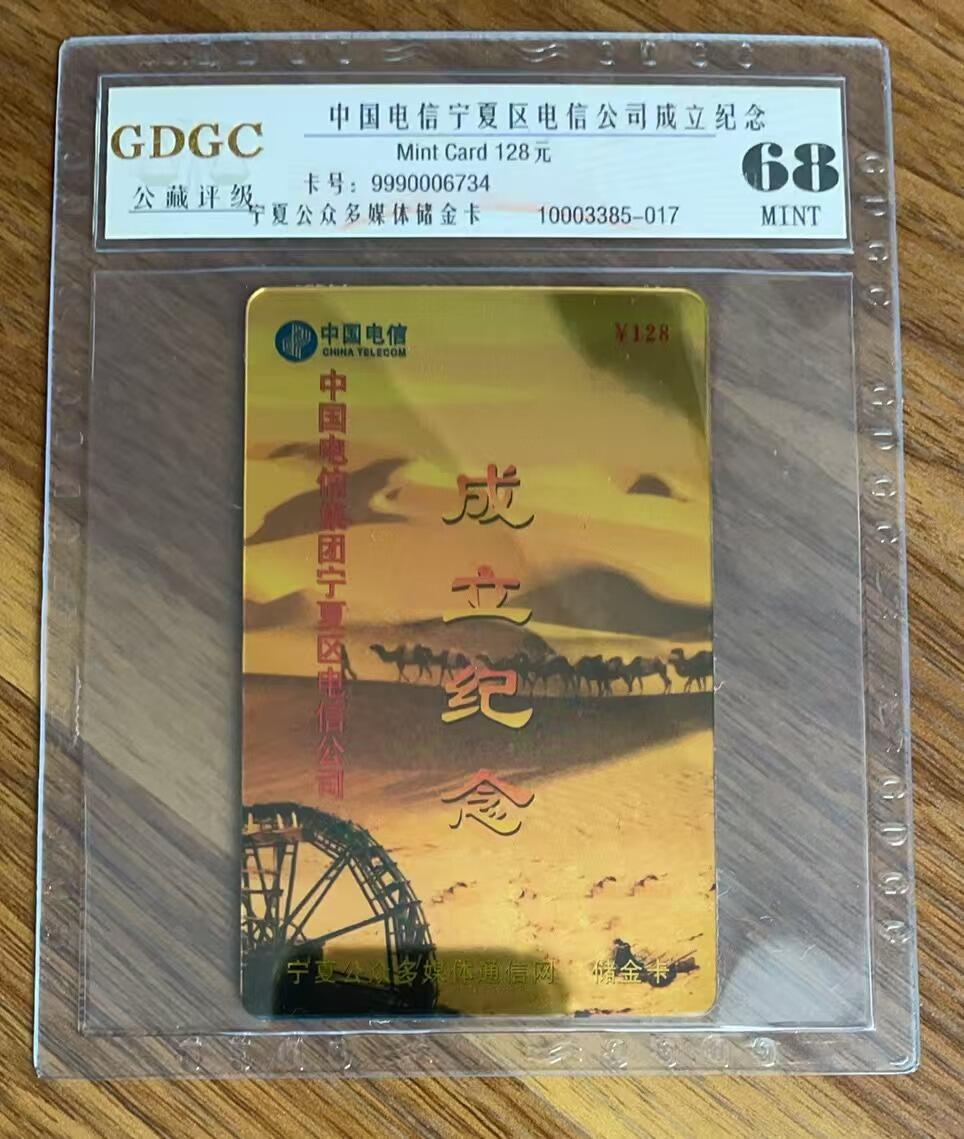 中国电信宁夏区电信公司成立纪念
GDGC
Mint Card 128元
68
卡号：9990006734
公藏评级
宁夏公众多媒体储金卡 10003385-017
MINT
中国电信
CHINA TELECOM
¥128
中国电信集团宁夏区电信公司
成立纪念
宁夏公众多媒体通信网 储金卡